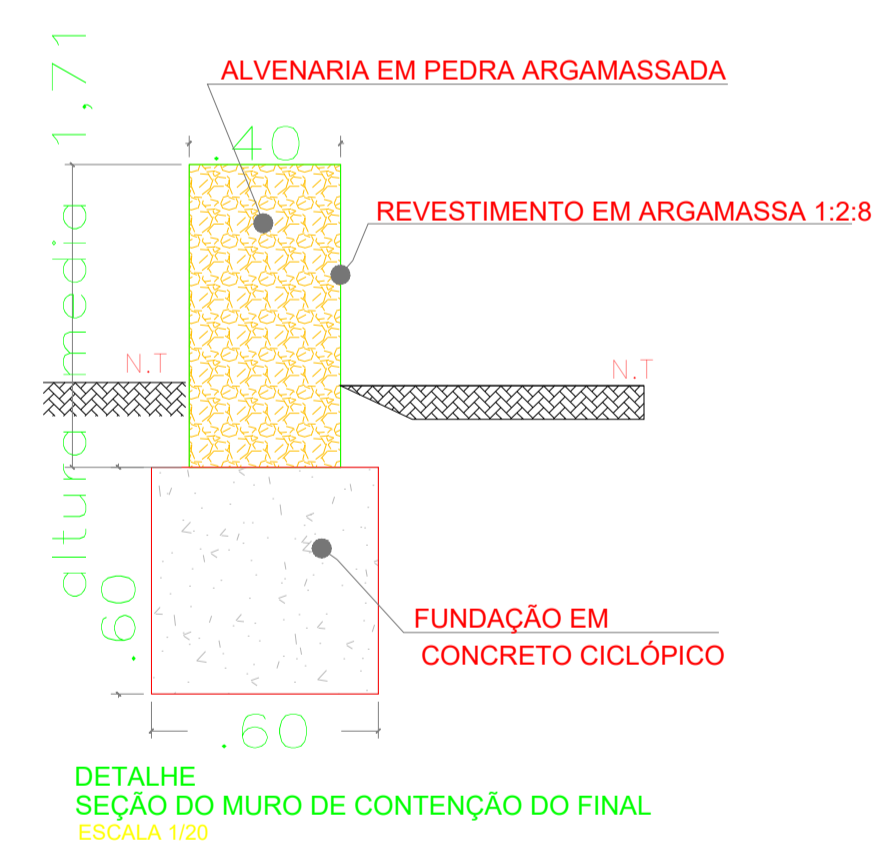 altura media 1,71
ALVENARIA EM PEDRA ARGAMASSADA
.40
REVESTIMENTO EM ARGAMASSA 1:2:8
N.T
N.T
.60
FUNDAÇÃO EM
CONCRETO CICLÓPICO
.60
DETALHE
SEÇÃO DO MURO DE CONTENÇÃO DO FINAL
ESCALA 1/20